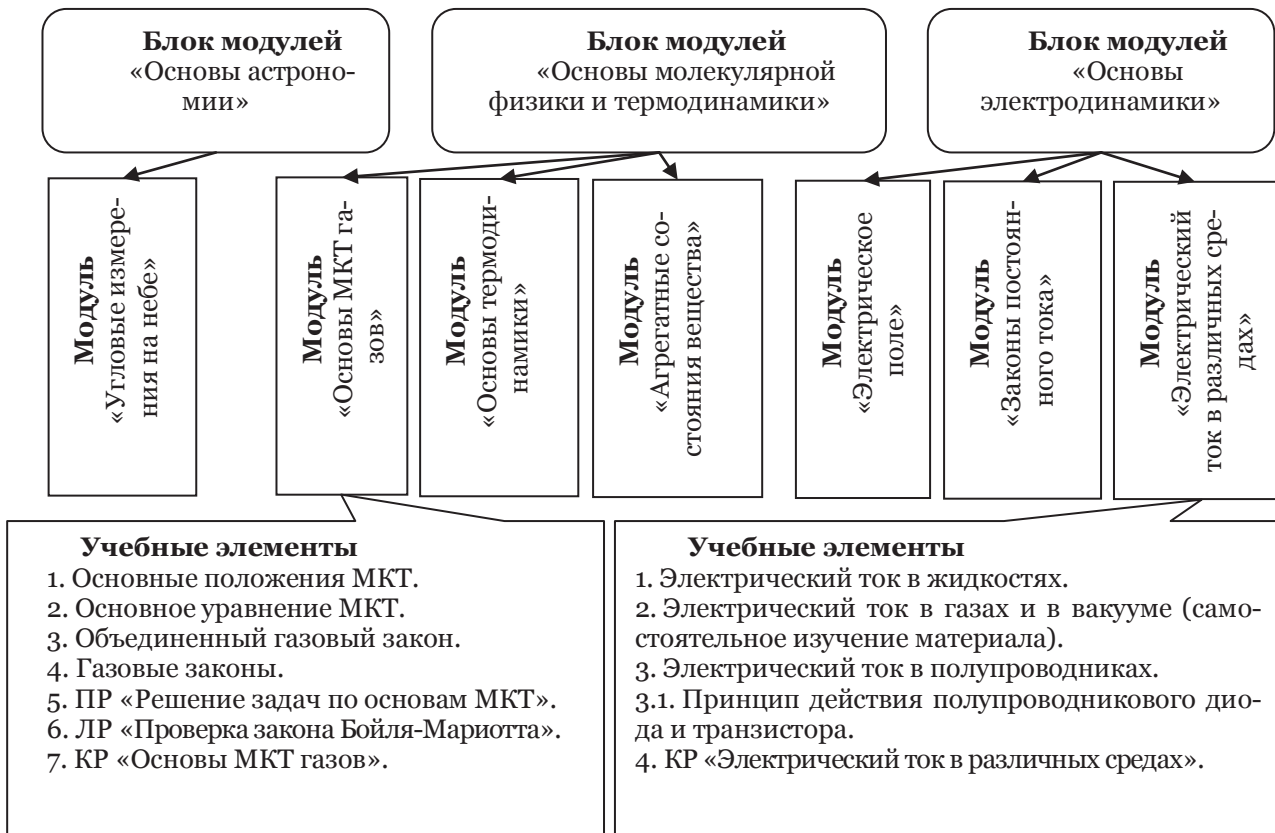 Блок модулей
«Основы астроно-
мии»
Блок модулей
«Основы молекулярной
физики и термодинамики»
Блок модулей
«Основы
электродинамики»
Модуль
«Угловые измере-
ния на небе»
Модуль
«Основы МКТ га-
зов»
Модуль
«Основы термоди-
намики»
Модуль
«Агрегатные со-
стояния вещества»
Модуль
«Электрическое
поле»
Модуль
«Законы постоян-
ного тока»
Модуль
«Электрический
ток в различных сре-
дах»
Учебные элементы
1. Основные положения МКТ.
2. Основное уравнение МКТ.
3. Объединенный газовый закон.
4. Газовые законы.
5. ПР «Решение задач по основам МКТ».
6. ЛР «Проверка закона Бойля-Мариотта».
7. КР «Основы МКТ газов».
Учебные элементы
1. Электрический ток в жидкостях.
2. Электрический ток в газах и в вакууме (само-
стоятельное изучение материала).
3. Электрический ток в полупроводниках.
3.1. Принцип действия полупроводникового дио-
да и транзистора.
4. КР «Электрический ток в различных средах».